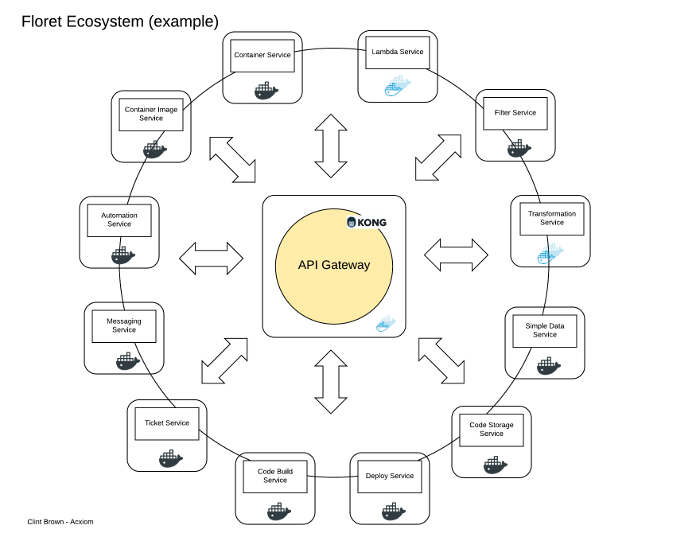 Floret Ecosystem (example)
Container Service
Lambda Service
Container Image
Service
Filter Service
Automation
Service
KONG
API Gateway
Transformation
Service
Messaging
Service
Simple Data
Service
Ticket Service
Code Storage
Service
Code Build
Service
Deploy Service
Clint Brown - Acxiom